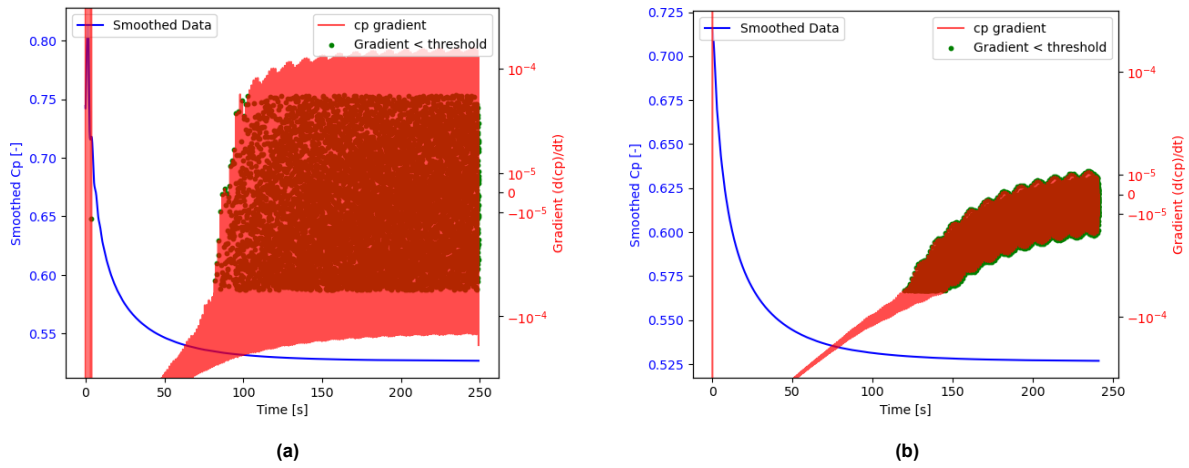 Smoothed Data
cp gradient
Gradient < threshold
0.80
0.75
0.70
0.65
0.60
0.55
Smoothed Cp [-]
10⁻⁴
10⁻⁵
0
−10⁻⁵
−10⁻⁴
Gradient (d(cp)/dt)
0 50 100 150 200 250
Time [s]
(a)
Smoothed Data
cp gradient
Gradient < threshold
0.725
0.700
0.675
0.650
0.625
0.600
0.575
0.550
0.525
Smoothed Cp [-]
10⁻⁴
10⁻⁵
0
−10⁻⁵
−10⁻⁴
Gradient (d(cp)/dt)
0 50 100 150 200 250
Time [s]
(b)